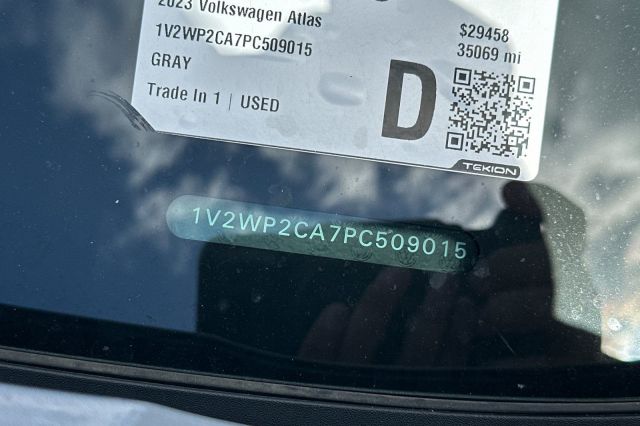 2023 Volkswagen Atlas
1V2WP2CA7PC509015
GRAY
Trade In 1 | USED
$29458
35069 mi
D
TEKION
1V2WP2CA7PC509015